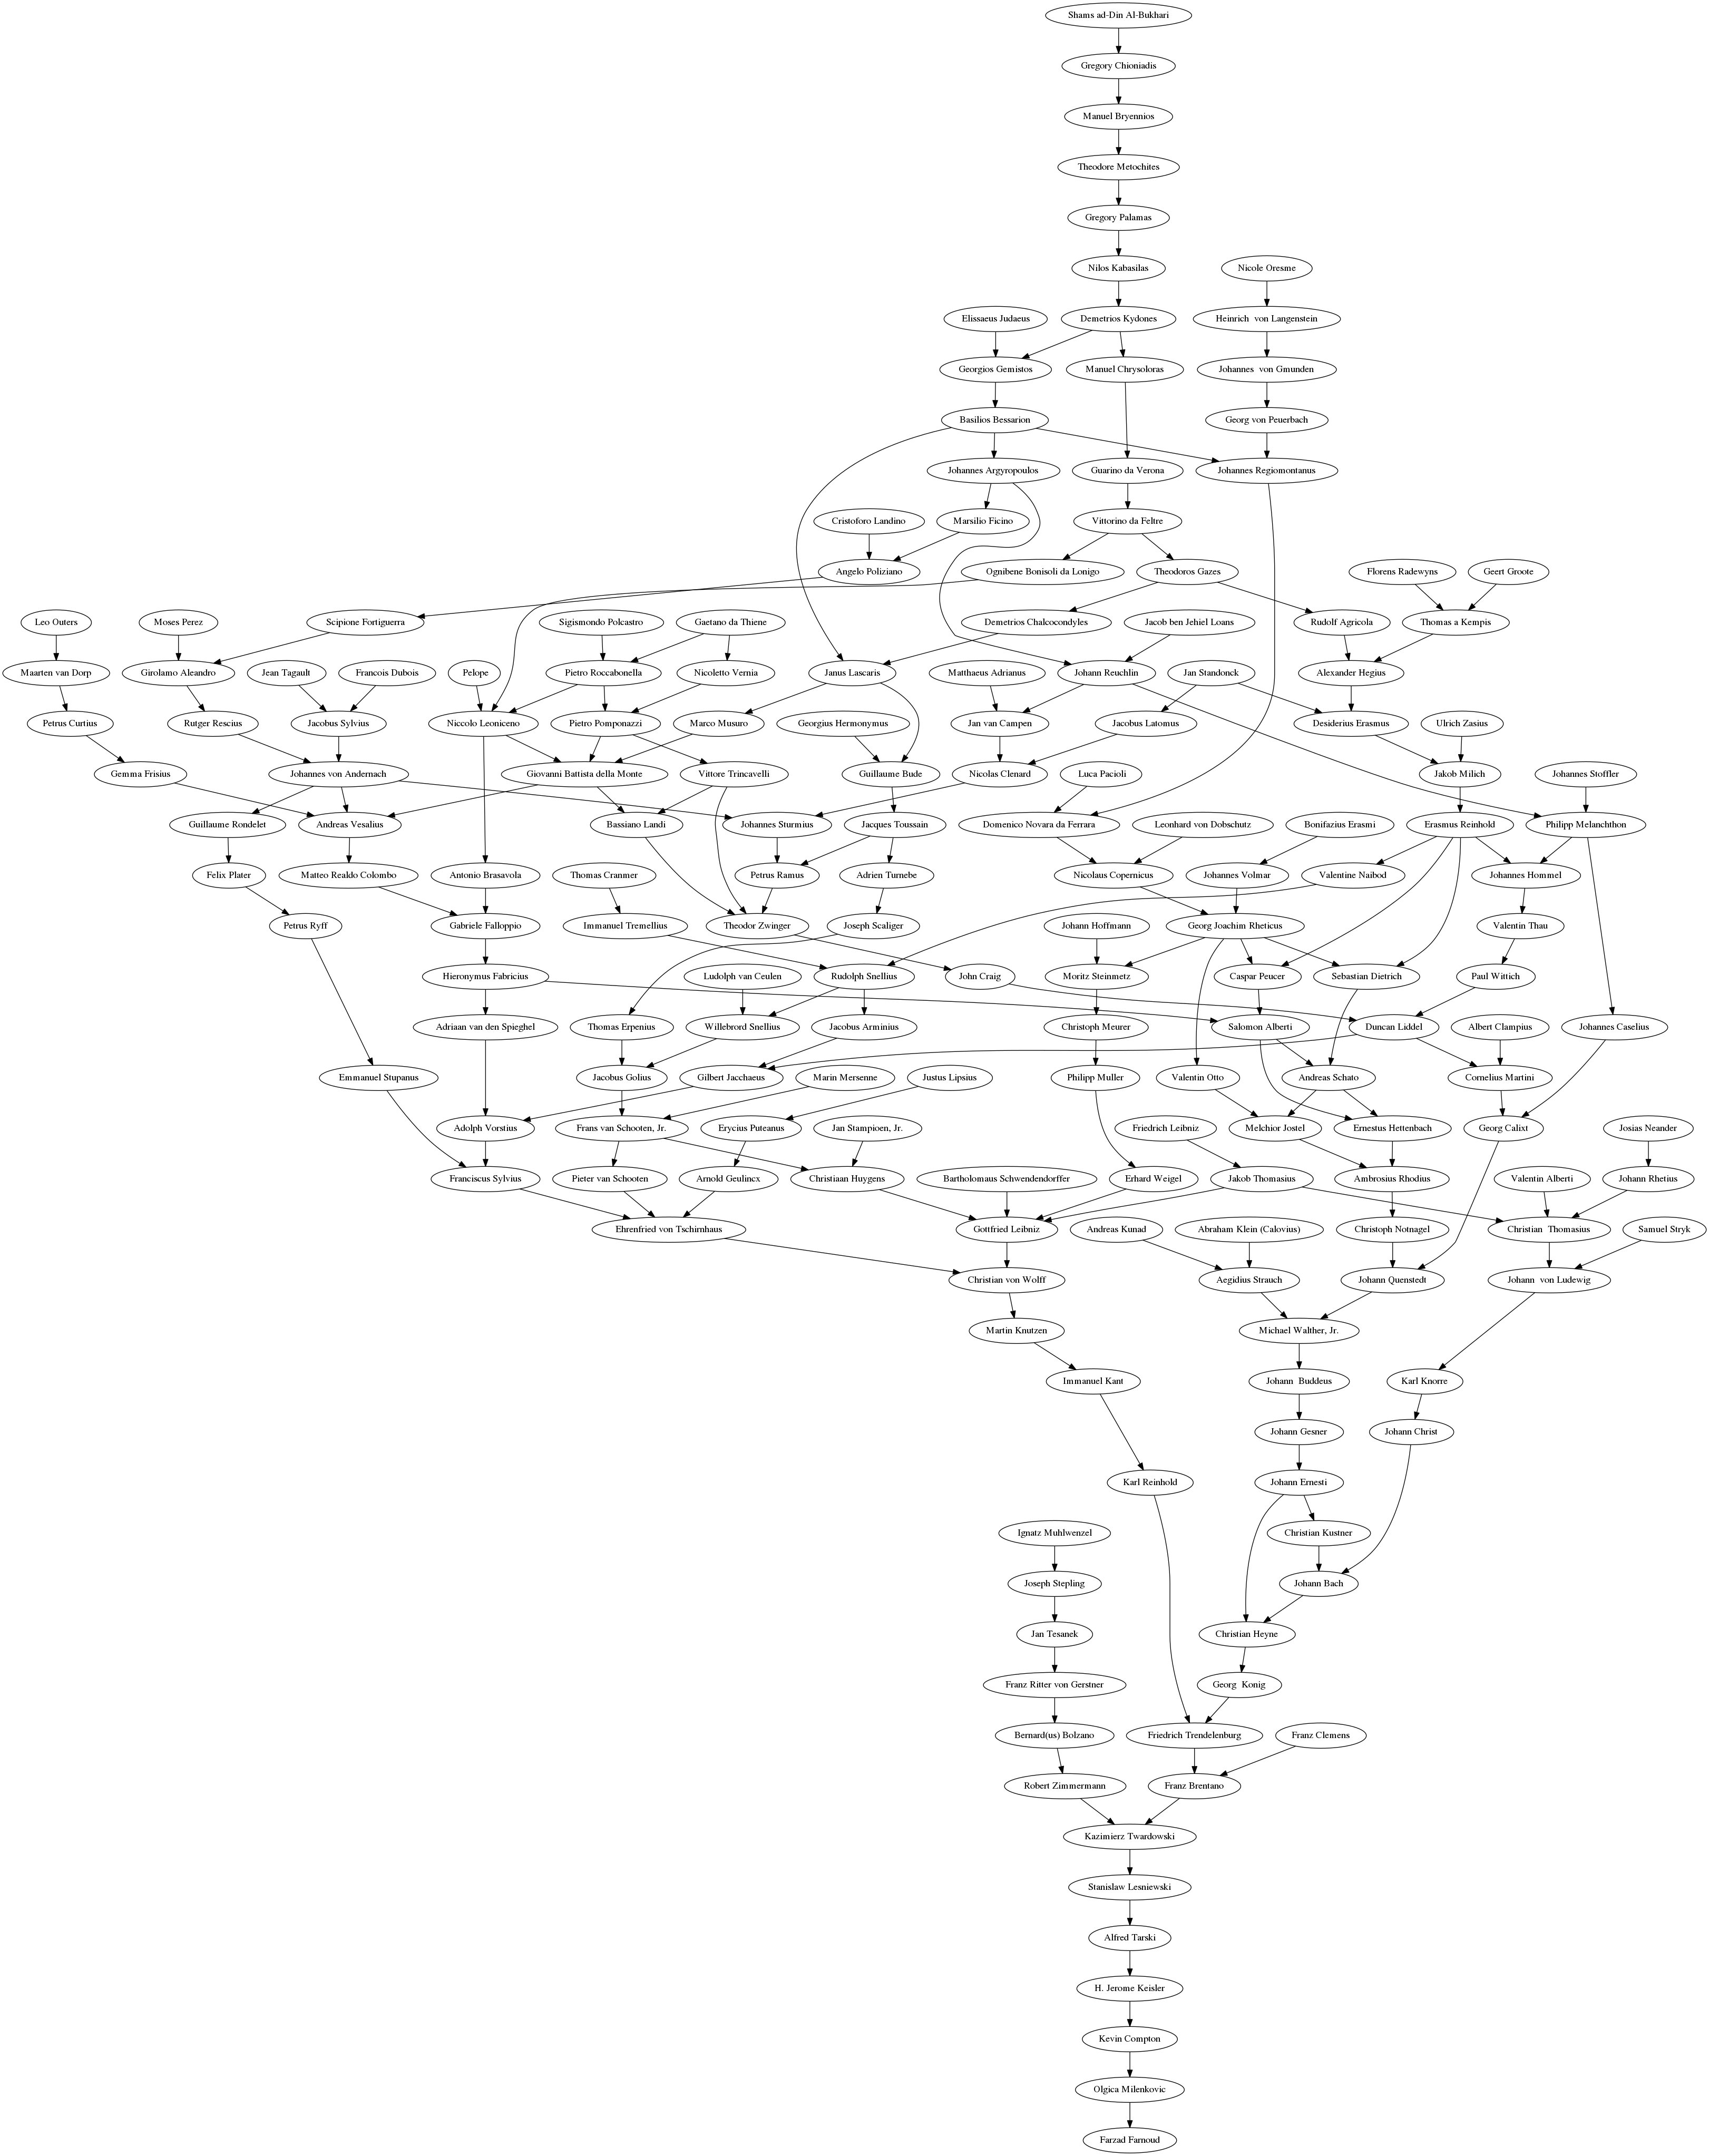 Shams ad-Din Al-Bukhari
Gregory Chioniadis
Manuel Bryennios
Theodore Metochites
Gregory Palamas
Nilos Kabasilas
Nicole Oresme
Elissaeus Judaeus
Demetrios Kydones
Heinrich  von Langenstein
Georgios Gemistos
Manuel Chrysoloras
Johannes  von Gmunden
Basilios Bessarion
Georg von Peuerbach
Johannes Argyropoulos
Guarino da Verona
Johannes Regiomontanus
Cristoforo Landino
Marsilio Ficino
Vittorino da Feltre
Angelo Poliziano
Ognibene Bonisoli da Lonigo
Theodoros Gazes
Florens Radewyns
Geert Groote
Leo Outers
Moses Perez
Scipione Fortiguerra
Sigismondo Polcastro
Gaetano da Thiene
Demetrios Chalcocondyles
Jacob ben Jehiel Loans
Rudolf Agricola
Thomas a Kempis
Maarten van Dorp
Girolamo Aleandro
Jean Tagault
Francois Dubois
Pelope
Pietro Roccabonella
Nicoletto Vernia
Janus Lascaris
Matthaeus Adrianus
Johann Reuchlin
Jan Standonck
Alexander Hegius
Petrus Curtius
Rutger Rescius
Jacobus Sylvius
Niccolo Leoniceno
Pietro Pomponazzi
Marco Musuro
Georgius Hermonymus
Jan van Campen
Jacobus Latomus
Desiderius Erasmus
Ulrich Zasius
Gemma Frisius
Johannes von Andernach
Giovanni Battista della Monte
Vittore Trincavelli
Guillaume Bude
Nicolas Clenard
Luca Pacioli
Jakob Milich
Johannes Stoffler
Guillaume Rondelet
Andreas Vesalius
Bassiano Landi
Johannes Sturmius
Jacques Toussain
Domenico Novara da Ferrara
Leonhard von Dobschutz
Bonifazius Erasmi
Erasmus Reinhold
Philipp Melanchthon
Felix Plater
Matteo Realdo Colombo
Antonio Brasavola
Thomas Cranmer
Petrus Ramus
Adrien Turnebe
Nicolaus Copernicus
Johannes Volmar
Valentine Naibod
Johannes Hommel
Petrus Ryff
Gabriele Falloppio
Immanuel Tremellius
Theodor Zwinger
Joseph Scaliger
Johann Hoffmann
Georg Joachim Rheticus
Valentin Thau
Hieronymus Fabricius
Ludolph van Ceulen
Rudolph Snellius
John Craig
Moritz Steinmetz
Caspar Peucer
Sebastian Dietrich
Paul Wittich
Adriaan van den Spieghel
Thomas Erpenius
Willebrord Snellius
Jacobus Arminius
Christoph Meurer
Salomon Alberti
Duncan Liddel
Albert Clampius
Johannes Caselius
Emmanuel Stupanus
Jacobus Golius
Gilbert Jacchaeus
Marin Mersenne
Justus Lipsius
Philipp Muller
Valentin Otto
Andreas Schato
Cornelius Martini
Adolph Vorstius
Frans van Schooten, Jr.
Erycius Puteanus
Jan Stampioen, Jr.
Friedrich Leibniz
Melchior Jostel
Ernestus Hettenbach
Georg Calixt
Josias Neander
Franciscus Sylvius
Pieter van Schooten
Arnold Geulincx
Christiaan Huygens
Bartholomaus Schwendendorffer
Erhard Weigel
Jakob Thomasius
Ambrosius Rhodius
Valentin Alberti
Johann Rhetius
Ehrenfried von Tschirnhaus
Gottfried Leibniz
Andreas Kunad
Abraham Klein (Calovius)
Christoph Notnagel
Christian  Thomasius
Samuel Stryk
Christian von Wolff
Aegidius Strauch
Johann Quenstedt
Johann  von Ludewig
Martin Knutzen
Michael Walther, Jr.
Immanuel Kant
Johann  Buddeus
Karl Knorre
Johann Gesner
Johann Christ
Karl Reinhold
Johann Ernesti
Ignatz Muhlwenzel
Christian Kustner
Joseph Stepling
Johann Bach
Jan Tesanek
Christian Heyne
Franz Ritter von Gerstner
Georg  Konig
Bernard(us) Bolzano
Friedrich Trendelenburg
Franz Clemens
Robert Zimmermann
Franz Brentano
Kazimierz Twardowski
Stanislaw Lesniewski
Alfred Tarski
H. Jerome Keisler
Kevin Compton
Olgica Milenkovic
Farzad Farnoud